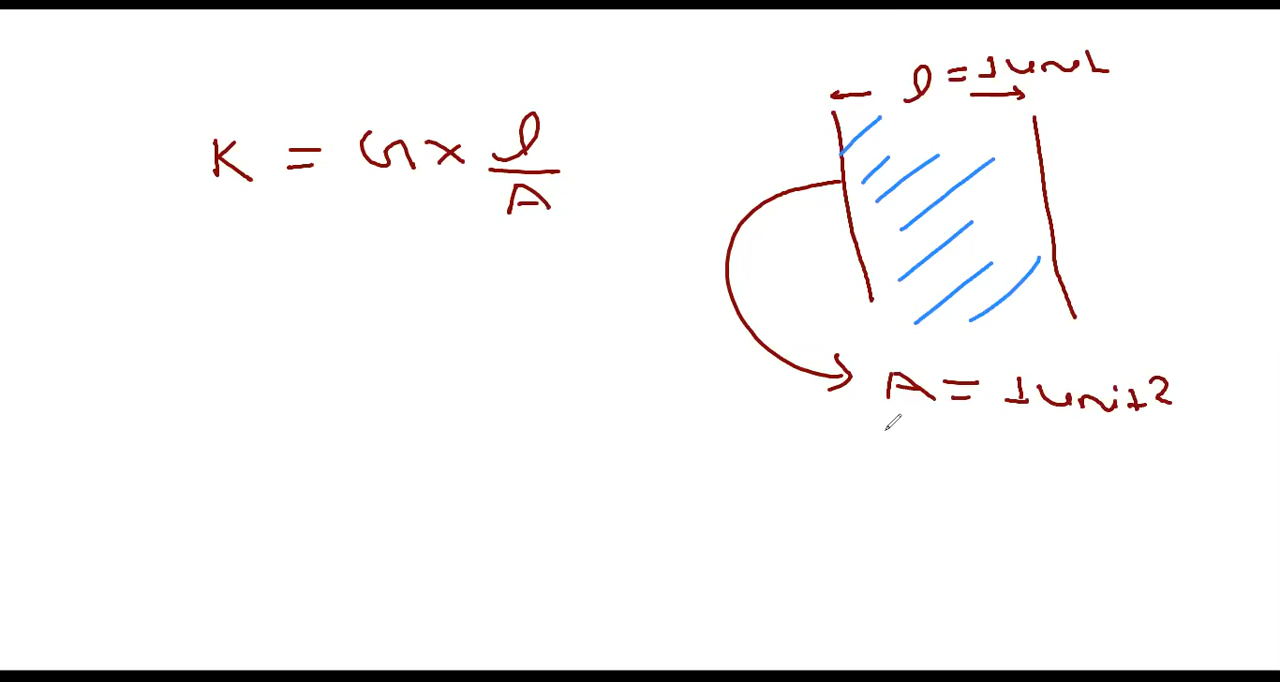 K = G × l/A
l = 1 unit
A = 1 unit2